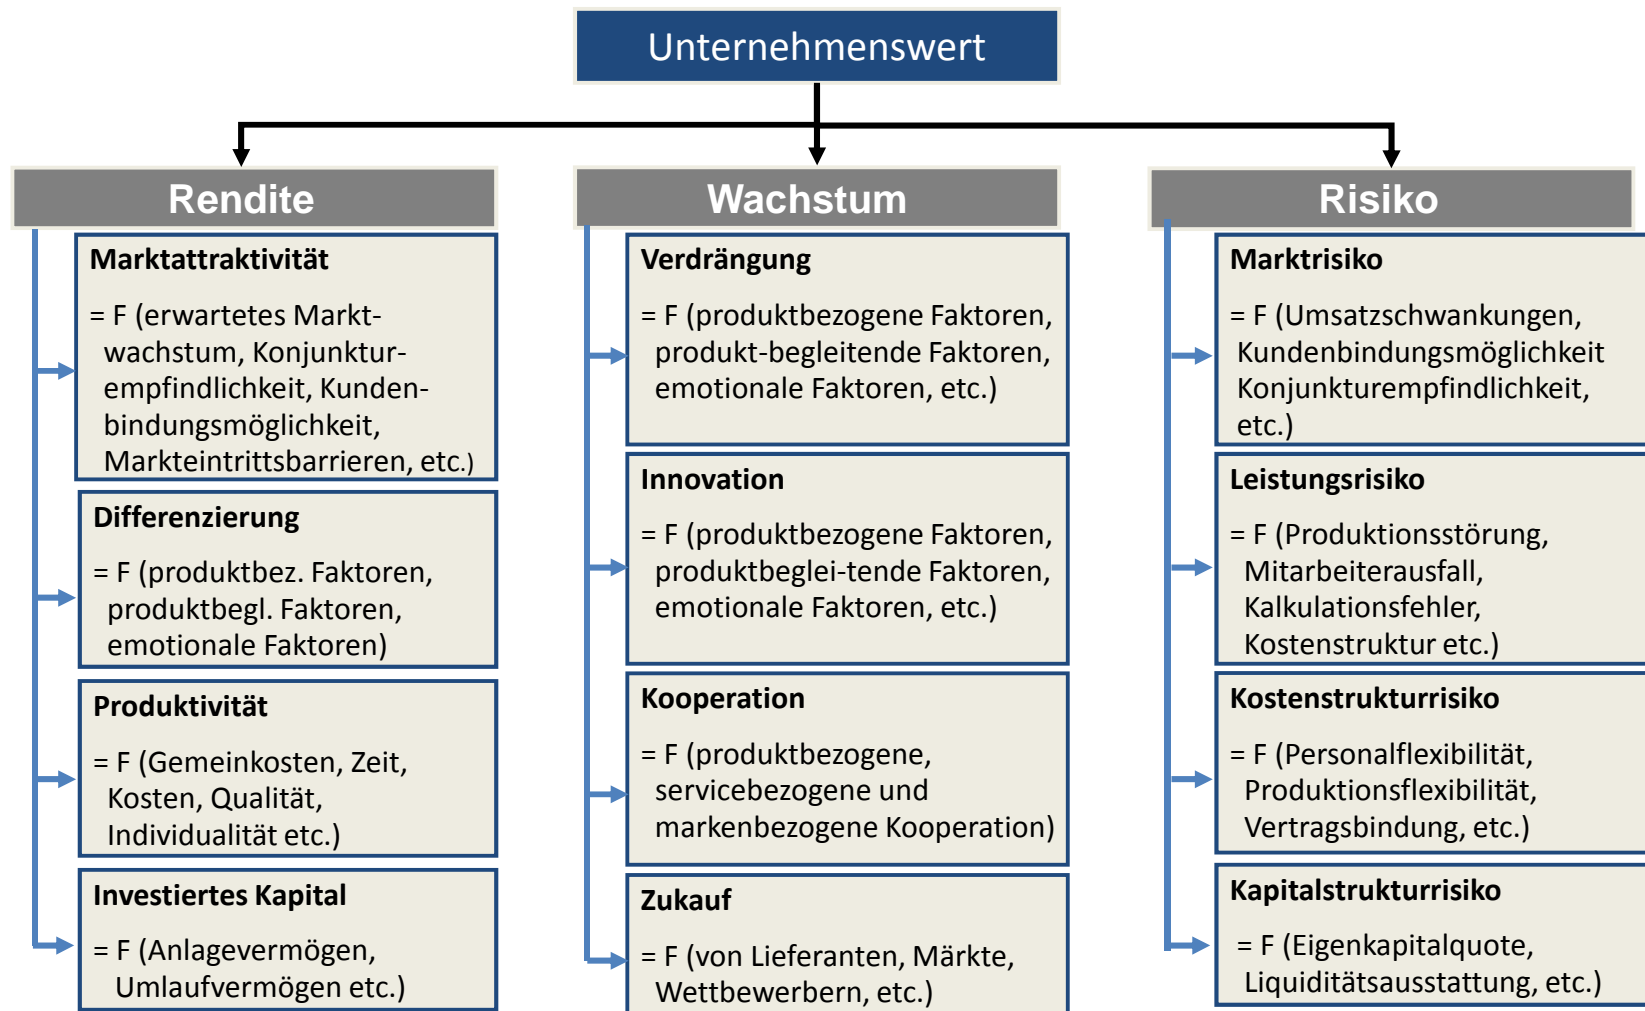 Unternehmenswert
Rendite
Marktattraktivität
= F (erwartetes Markt-
wachstum, Konjunktur-
empfindlichkeit, Kunden-
bindungsmöglichkeit,
Markteintrittsbarrieren, etc.)
Differenzierung
= F (produktbez. Faktoren,
produktbegl. Faktoren,
emotionale Faktoren)
Produktivität
= F (Gemeinkosten, Zeit,
Kosten, Qualität,
Individualität etc.)
Investiertes Kapital
= F (Anlagevermögen,
Umlaufvermögen etc.)
Wachstum
Verdrängung
= F (produktbezogene Faktoren,
produkt-begleitende Faktoren,
emotionale Faktoren, etc.)
Innovation
= F (produktbezogene Faktoren,
produktbeglei-tende Faktoren,
emotionale Faktoren, etc.)
Kooperation
= F (produktbezogene,
servicebezogene und
markenbezogene Kooperation)
Zukauf
= F (von Lieferanten, Märkte,
Wettbewerbern, etc.)
Risiko
Marktrisiko
= F (Umsatzschwankungen,
Kundenbindungsmöglichkeit
Konjunkturempfindlichkeit,
etc.)
Leistungsrisiko
= F (Produktionsstörung,
Mitarbeiterausfall,
Kalkulationsfehler,
Kostenstruktur etc.)
Kostenstrukturrisiko
= F (Personalflexibilität,
Produktionsflexibilität,
Vertragsbindung, etc.)
Kapitalstrukturrisiko
= F (Eigenkapitalquote,
Liquiditätsausstattung, etc.)